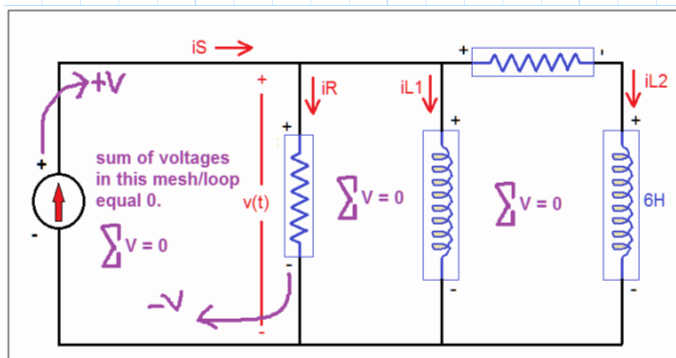 iS
+V
+
-
sum of voltages
in this mesh/loop
equal 0.
∑V = 0
+
v(t)
-
iR
+
-
-V
∑V = 0
iL1
+
-
+
-
∑V = 0
iL2
+
6H
-